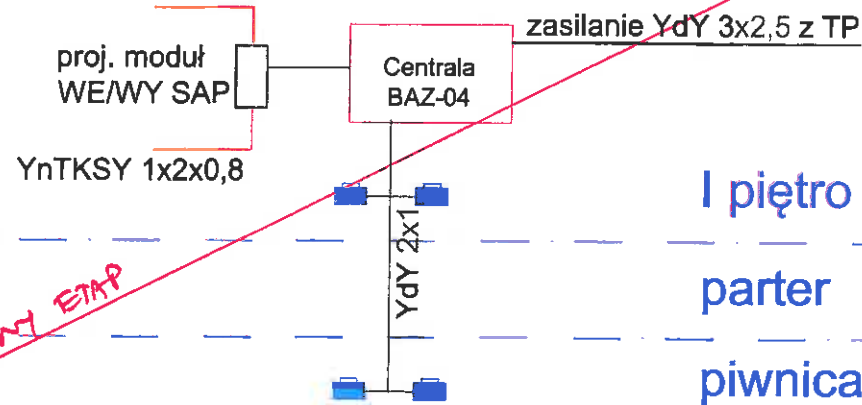 zasilanie YdY 3x2,5 z TP
proj. moduł
WE/WY SAP
Centrala
BAZ-04
YnTKSY 1x2x0,8
I piętro
YdY 2x1
parter
ETAP
piwnica